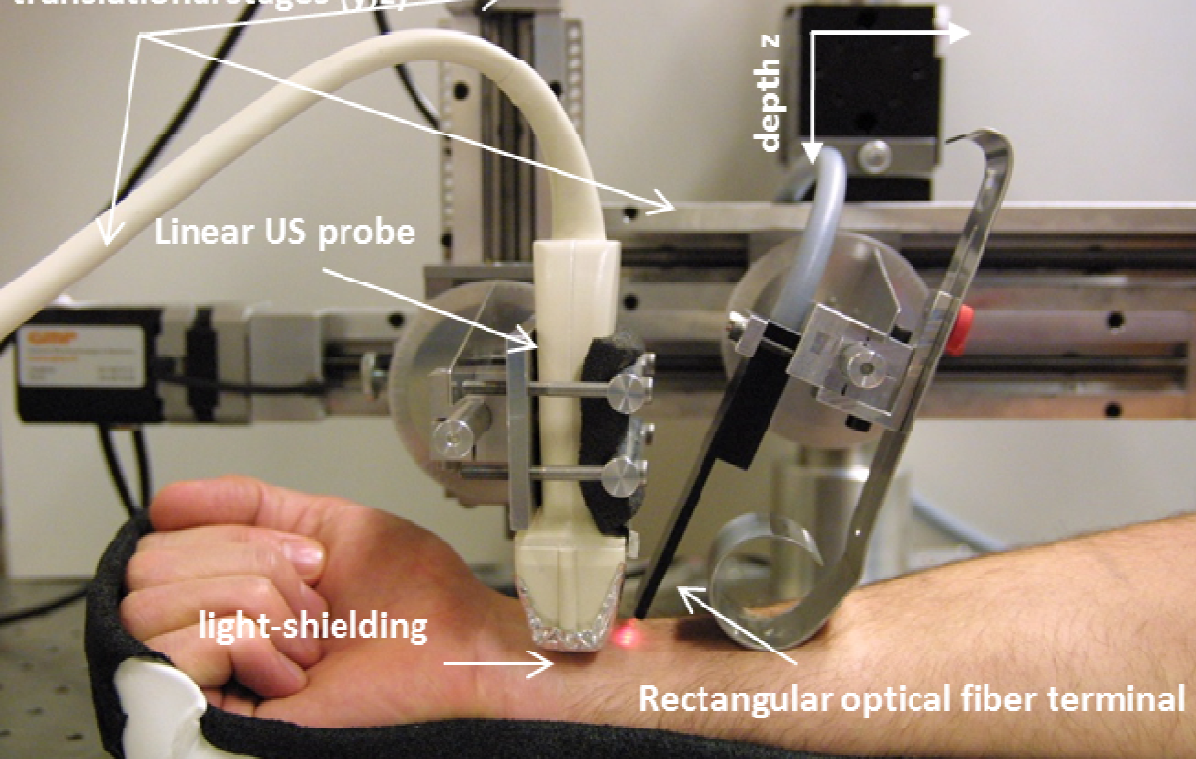 depth z
Linear US probe
light-shielding
Rectangular optical fiber terminal